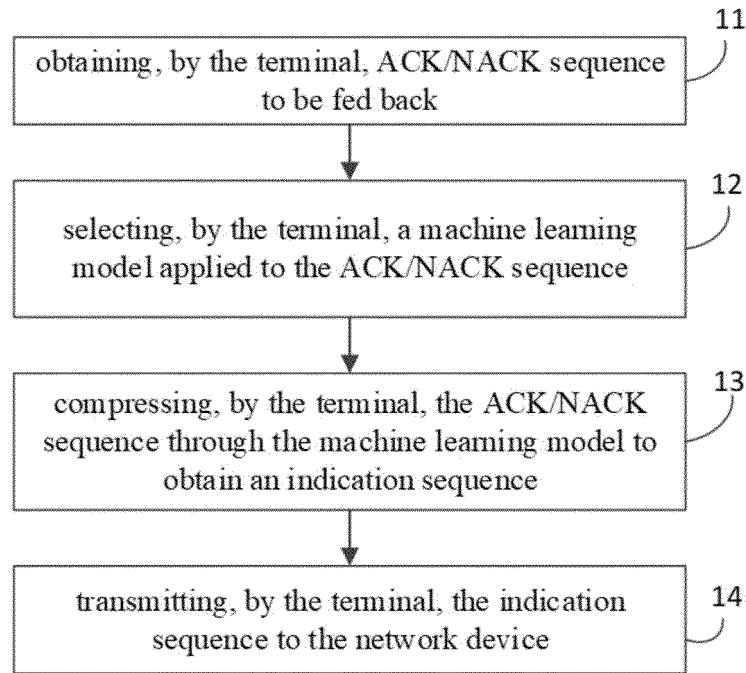 11
obtaining, by the terminal, ACK/NACK sequence
to be fed back
12
selecting, by the terminal, a machine learning
model applied to the ACK/NACK sequence
13
compressing, by the terminal, the ACK/NACK
sequence through the machine learning model to
obtain an indication sequence
14
transmitting, by the terminal, the indication
sequence to the network device